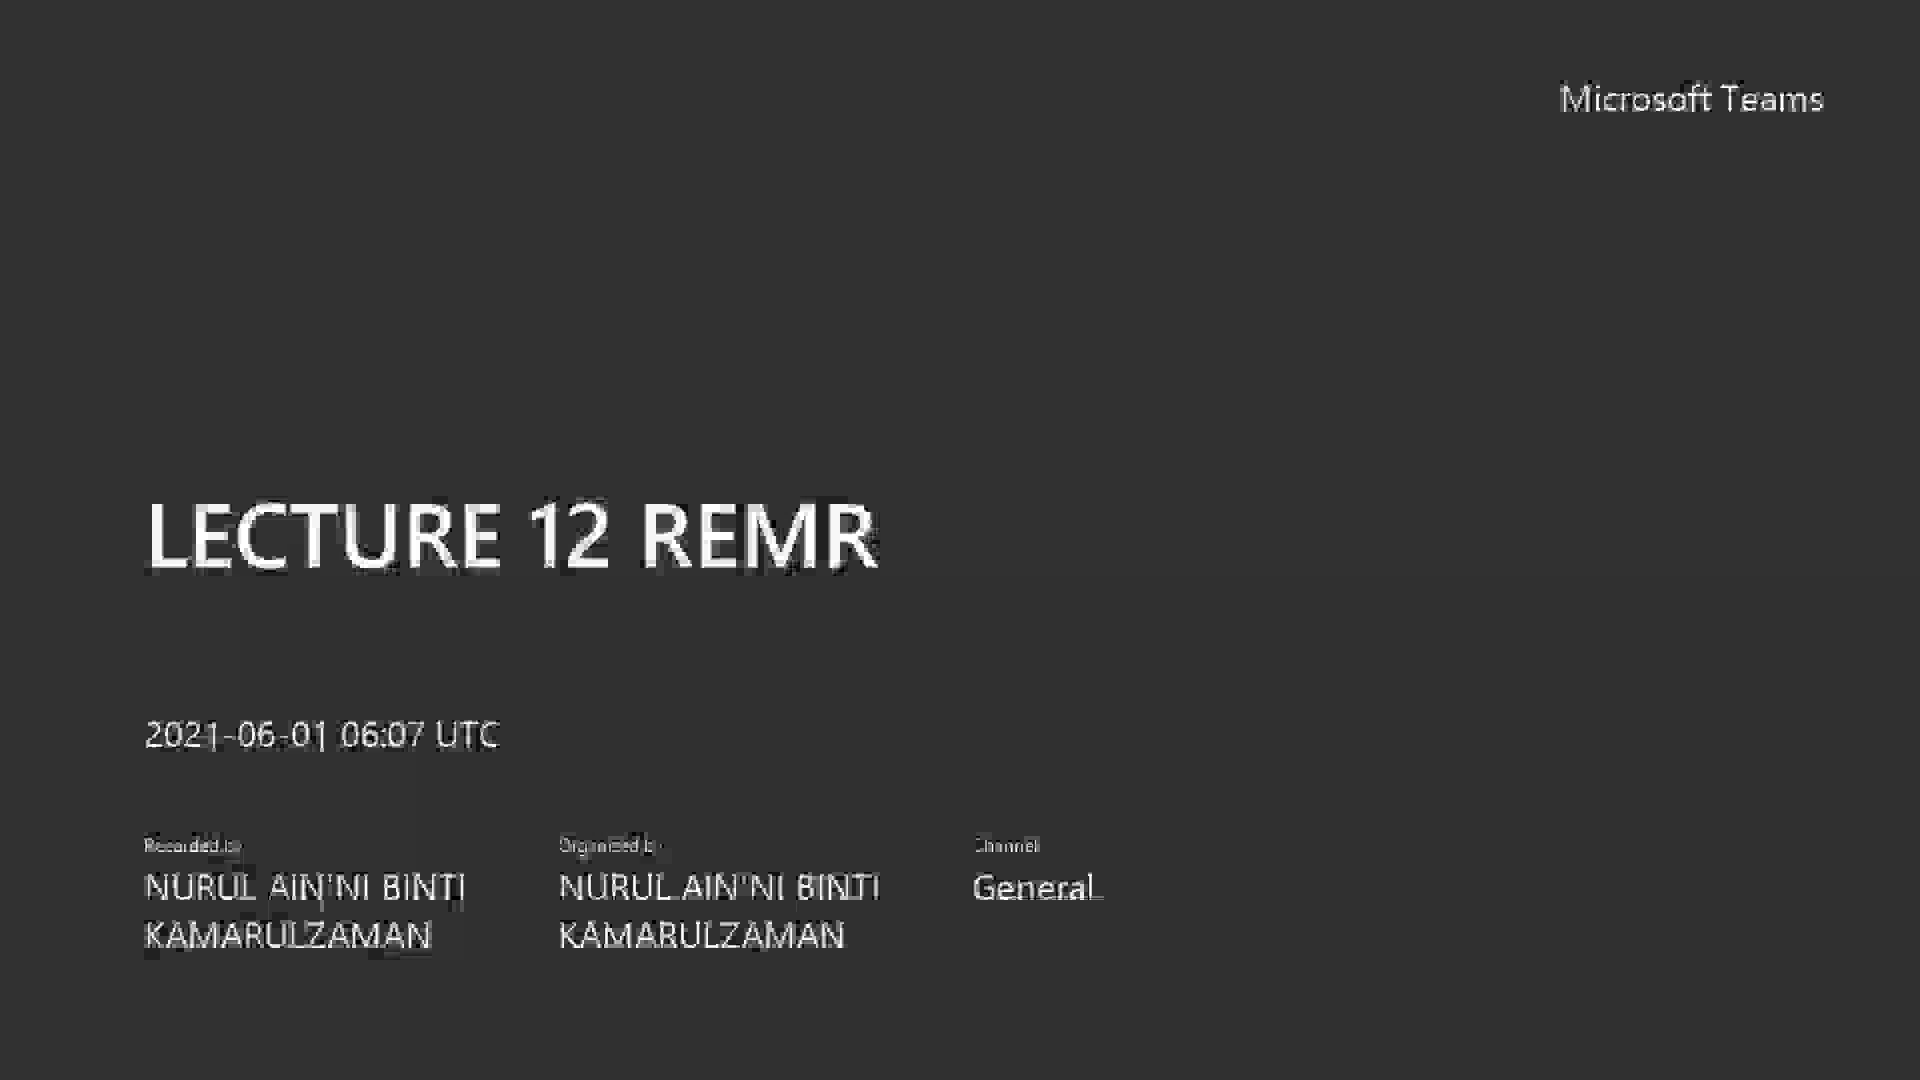 Microsoft Teams
LECTURE 12 REMR
2021-06-01 06:07 UTC
Recorded by
Organized by
Channel
NURUL AIN'NI BINTI
NURUL AIN'NI BINTI
General
KAMARULZAMAN
KAMARULZAMAN